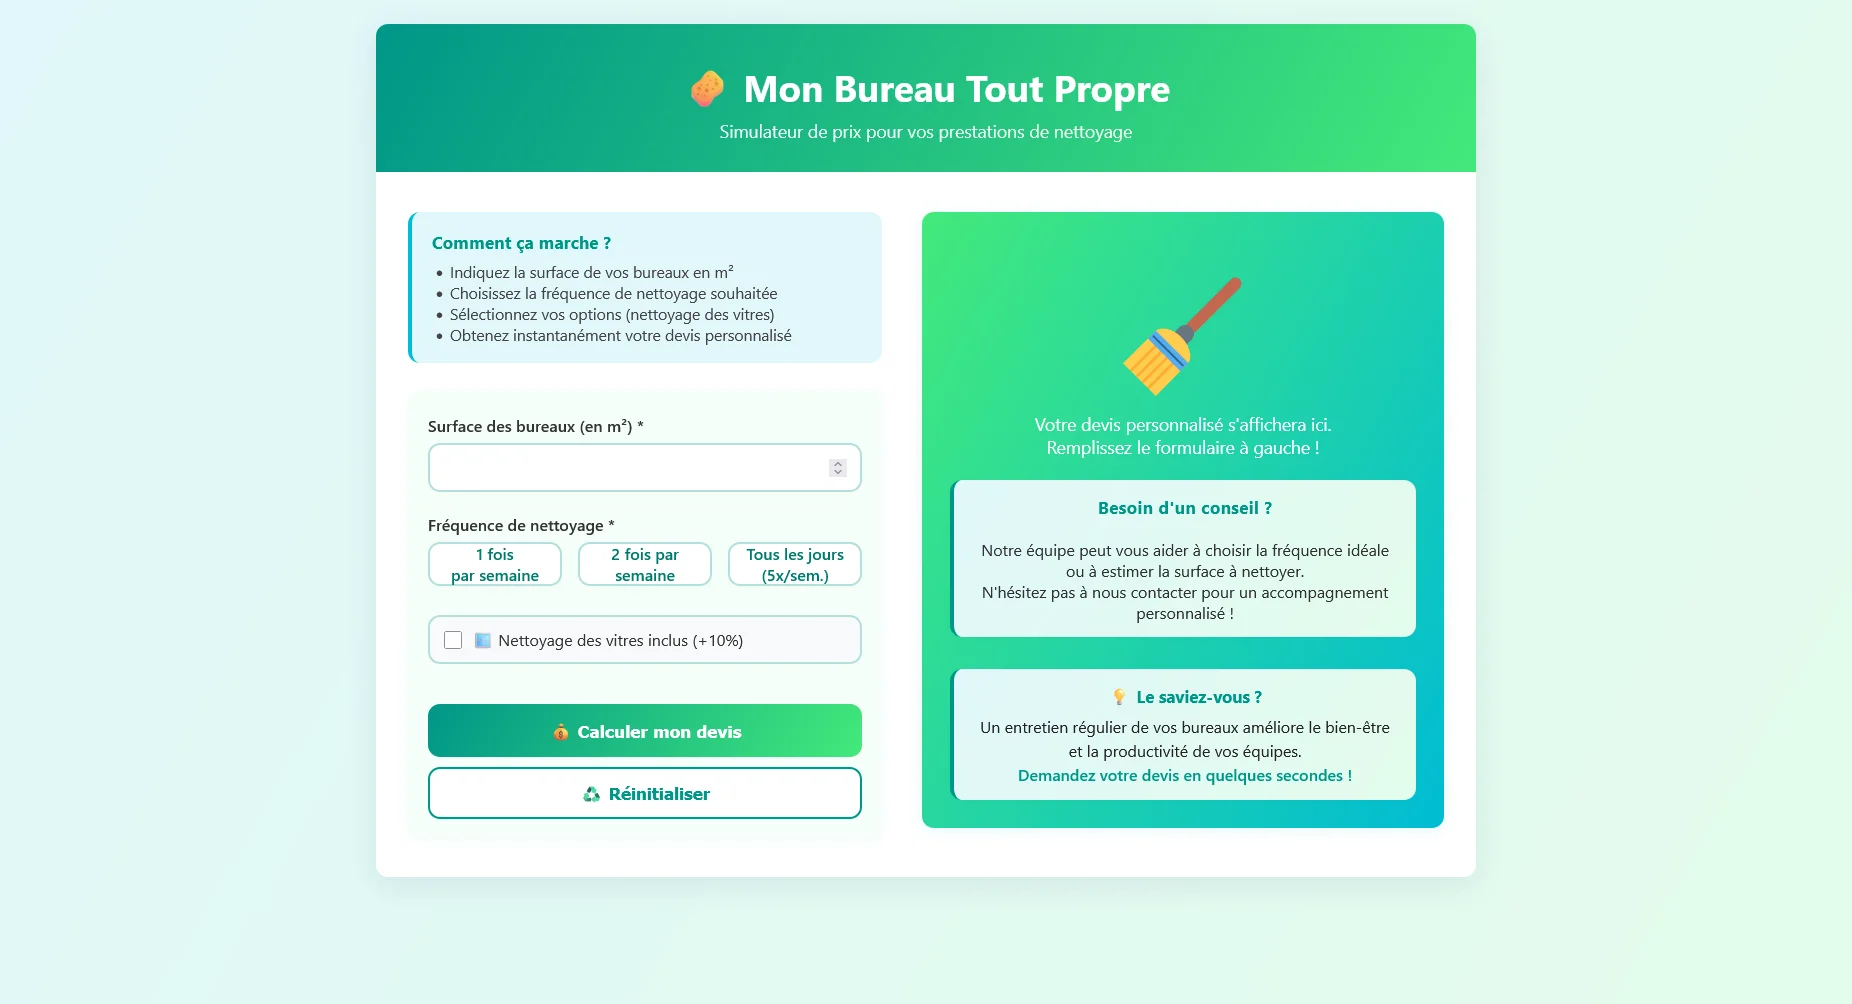 Mon Bureau Tout Propre
Simulateur de prix pour vos prestations de nettoyage
Comment ça marche ?
Indiquez la surface de vos bureaux en m²
Choisissez la fréquence de nettoyage souhaitée
Sélectionnez vos options (nettoyage des vitres)
Obtenez instantanément votre devis personnalisé
Surface des bureaux (en m²) *
Fréquence de nettoyage *
1 fois
par semaine
2 fois par
semaine
Tous les jours
(5x/sem.)
Nettoyage des vitres inclus (+10%)
Calculer mon devis
Réinitialiser
Votre devis personnalisé s'affichera ici.
Remplissez le formulaire à gauche !
Besoin d'un conseil ?
Notre équipe peut vous aider à choisir la fréquence idéale
ou à estimer la surface à nettoyer.
N'hésitez pas à nous contacter pour un accompagnement
personnalisé !
Le saviez-vous ?
Un entretien régulier de vos bureaux améliore le bien-être
et la productivité de vos équipes.
Demandez votre devis en quelques secondes !